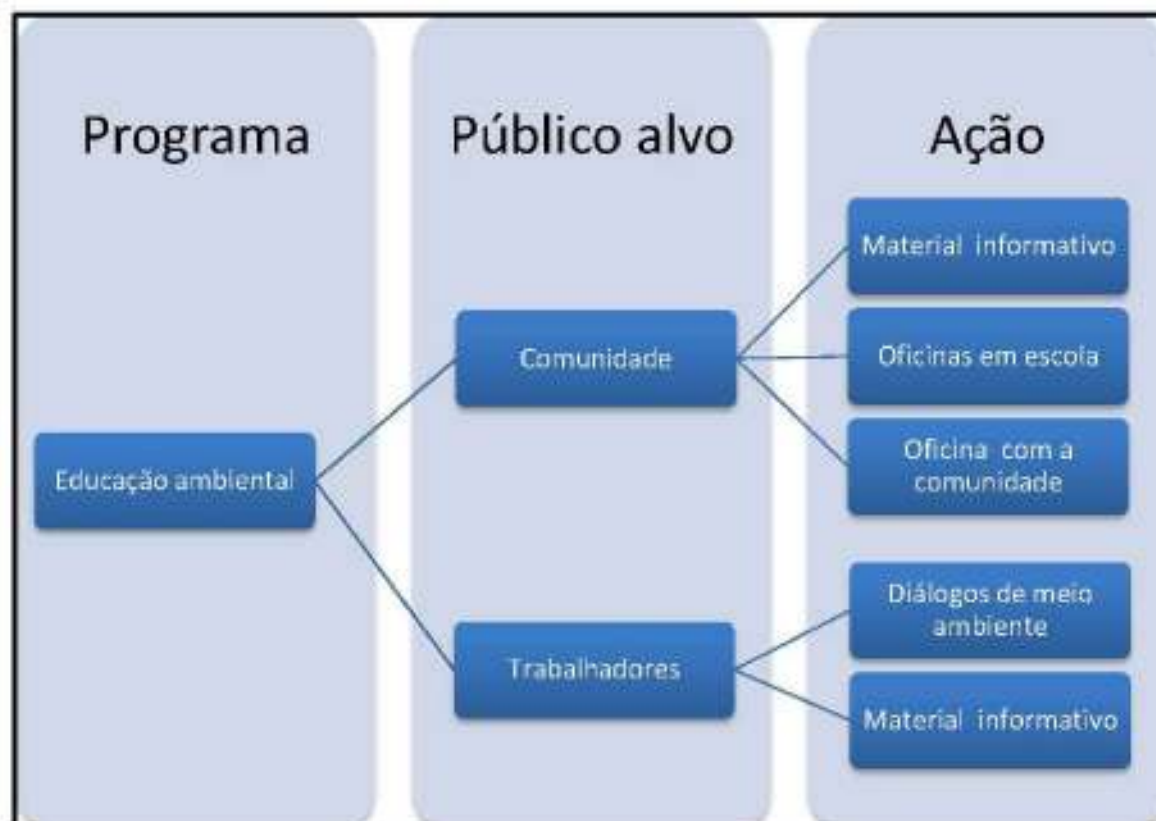 Programa
Público alvo
Ação
Educação ambiental
Comunidade
Material informativo
Oficinas em escola
Oficina com a
comunidade
Trabalhadores
Diálogos de meio
ambiente
Material informativo